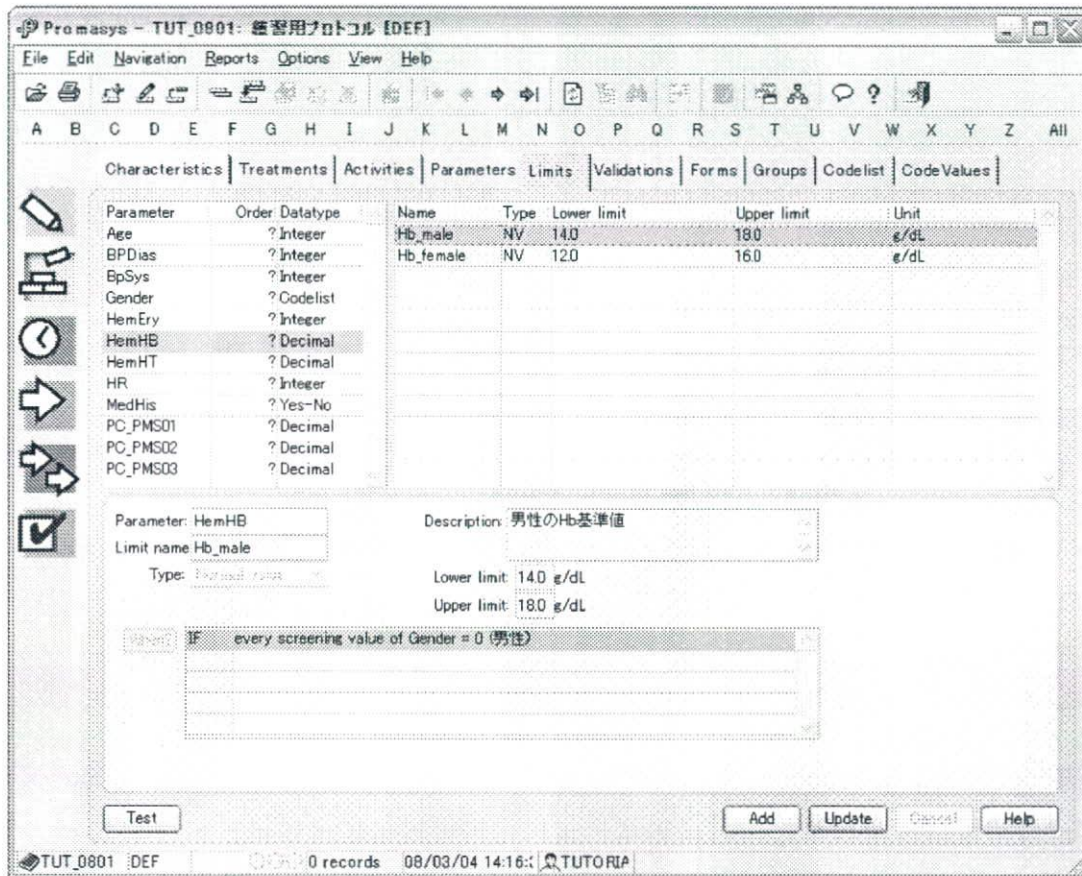 Promasys - TUT_0801: 練習用プロトコル [DEF]
File Edit Navigation Reports Options View Help
A B C D E F G H I J K L M N O P Q R S T U V W X Y Z All
Characteristics Treatments Activities Parameters Limits Validations Forms Groups Codelist CodeValues
Parameter Order Datatype
Age ? Integer
BPDias ? Integer
BpSys ? Integer
Gender ? Codelist
HemEry ? Integer
HemHB ? Decimal
HemHT ? Decimal
HR ? Integer
MedHis ? Yes-No
PC_PMS01 ? Decimal
PC_PMS02 ? Decimal
PC_PMS03 ? Decimal
Name Type Lower limit Upper limit Unit
Hb_male NV 14.0 18.0 g/dL
Hb_female NV 12.0 16.0 g/dL
Parameter: HemHB
Description: 男性のHb基準値
Limit name: Hb_male
Type: Normal value
Lower limit: 14.0 g/dL
Upper limit: 18.0 g/dL
IF every screening value of Gender = 0 (男性)
Test Add Update Cancel Help
TUT_0801 DEF 0 records 08/03/04 14:16: TUTORIA